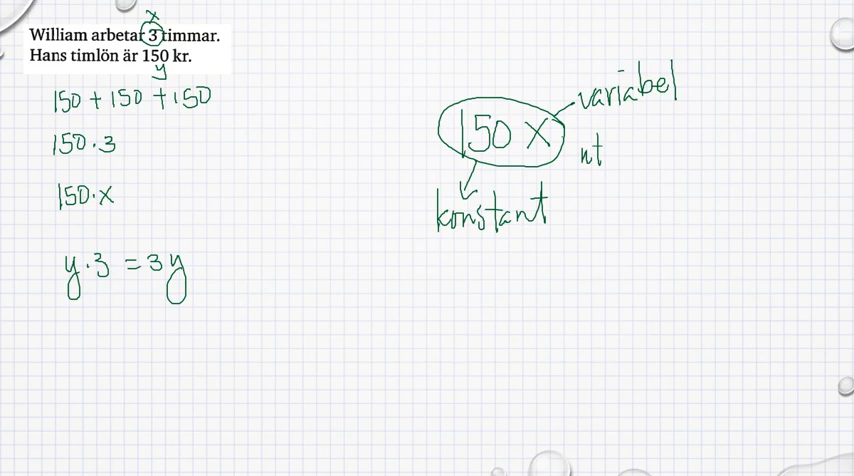 x
William arbetar 3 timmar.
Hans timlön är 150 kr.
y
150 + 150 + 150
150 · 3
150 · x
y · 3 = 3y
variabel
150 x
nt
konstant